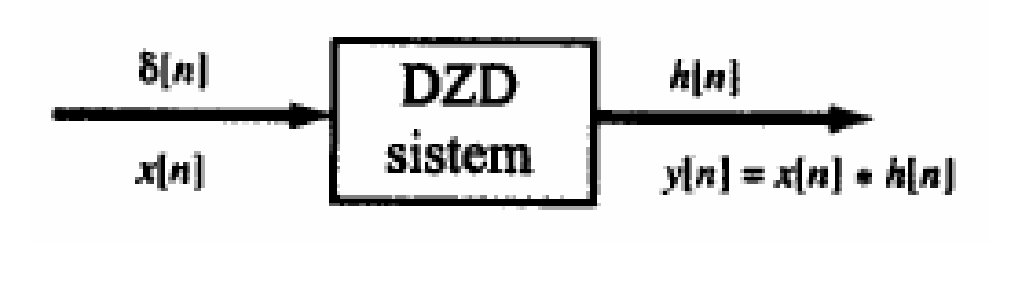 δ[n]
x[n]
DZD
sistem
h[n]
y[n] = x[n] * h[n]